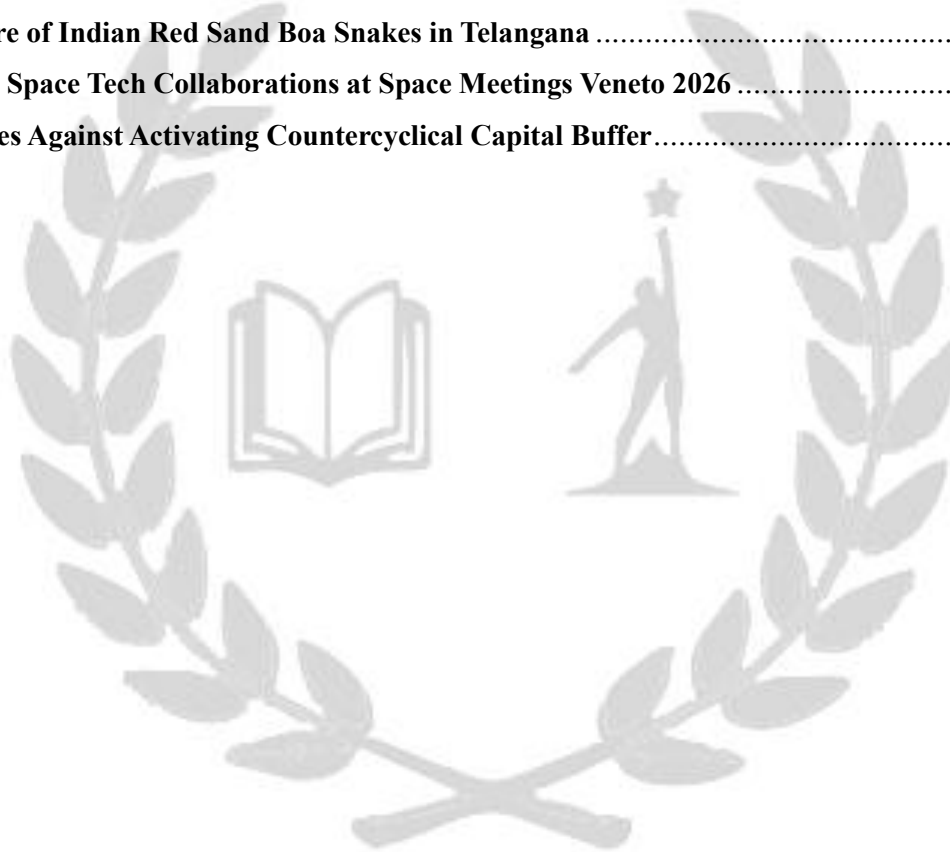 re of Indian Red Sand Boa Snakes in Telangana ........................................
Space Tech Collaborations at Space Meetings Veneto 2026 ........................
es Against Activating Countercyclical Capital Buffer..................................